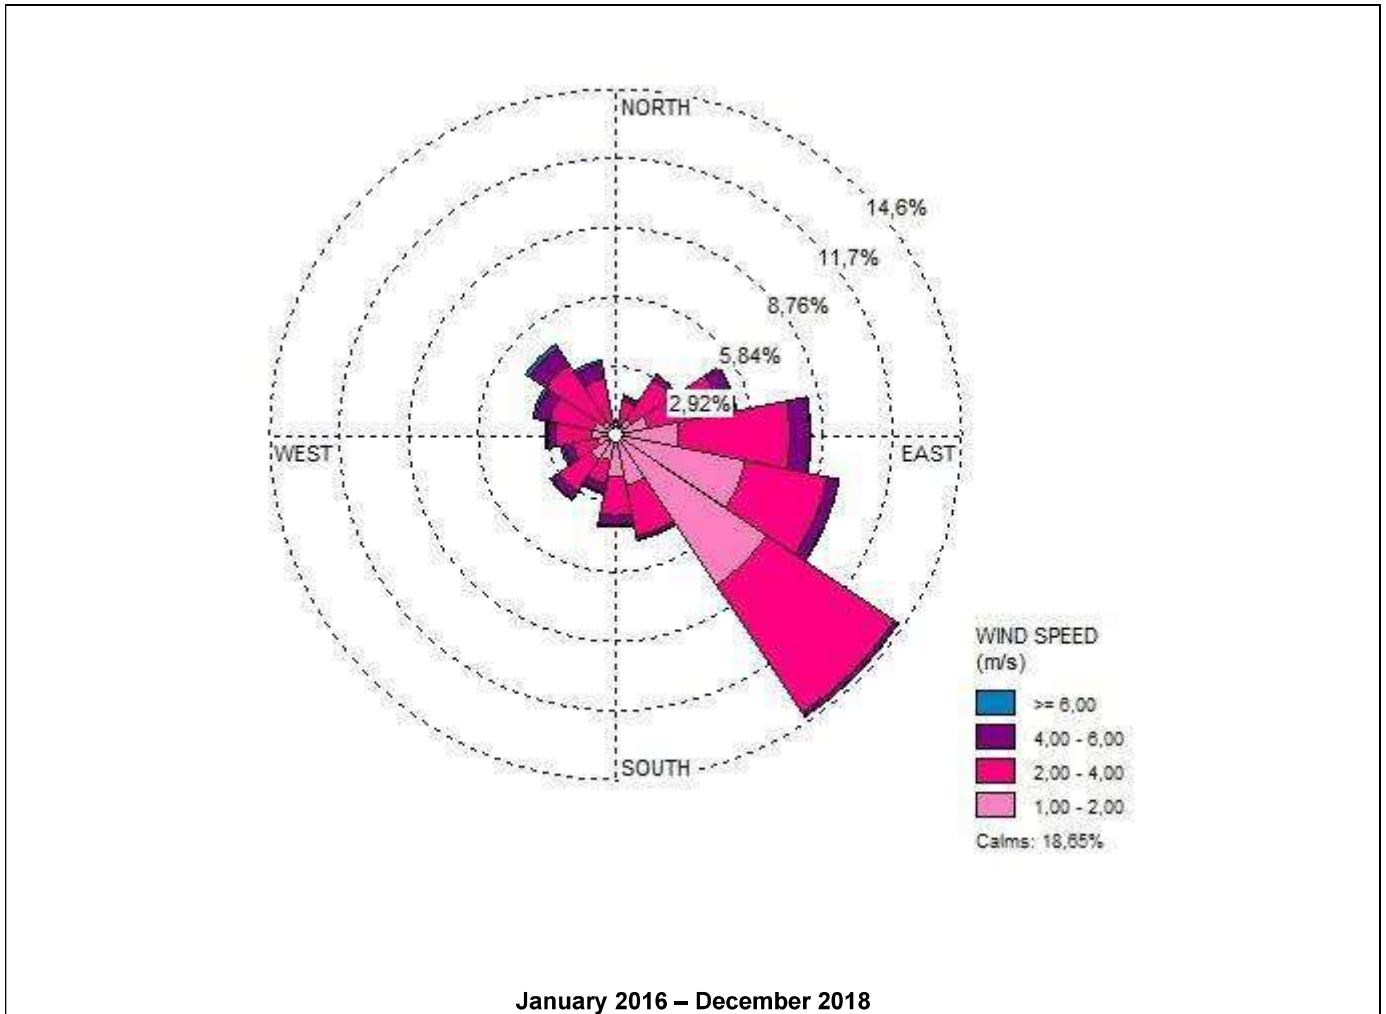 NORTH
14,6%
11,7%
8,76%
5,84%
2,92%
WEST
EAST
SOUTH
WIND SPEED
(m/s)
>= 6,00
4,00 - 6,00
2,00 - 4,00
1,00 - 2,00
Calms: 18,65%
January 2016 – December 2018